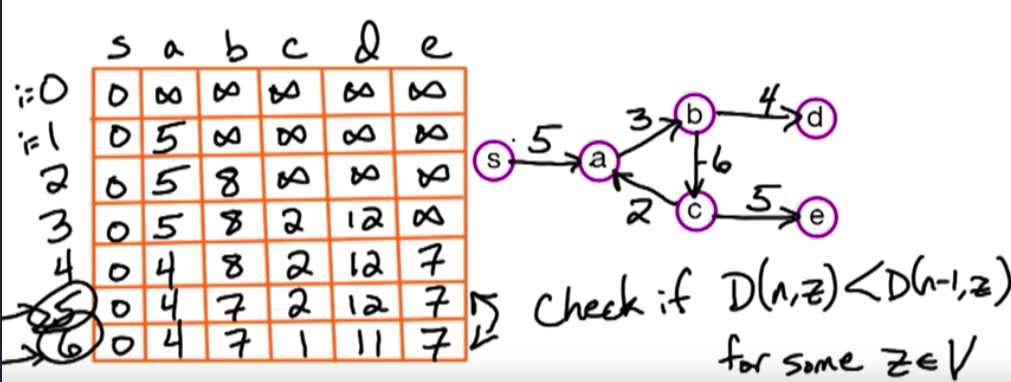 s a b c d e
i=0 0 ∞ ∞ ∞ ∞ ∞
i=1 0 5 ∞ ∞ ∞ ∞
2 0 5 8 ∞ ∞ ∞
3 0 5 8 2 12 ∞
4 0 4 8 2 12 7
5 0 4 7 2 12 7
6 0 4 7 1 11 7
s 5 a 3 b 4 d
-6
2 c 5 e
Check if D(n,z)<D(n-1,z)
for some z∈V